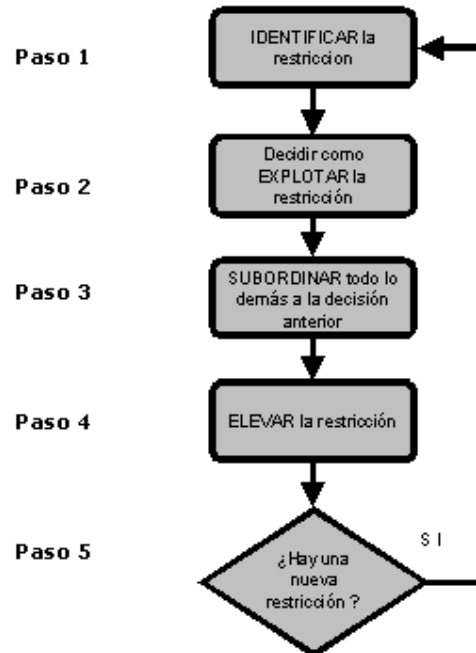 Paso 1
IDENTIFICAR la
restriccion
Paso 2
Decidir como
EXPLOTAR la
restricción
Paso 3
SUBORDINAR todo lo
demás a la decisión
anterior
Paso 4
ELEVAR la restricción
Paso 5
¿Hay una
nueva
restricción ?
SI